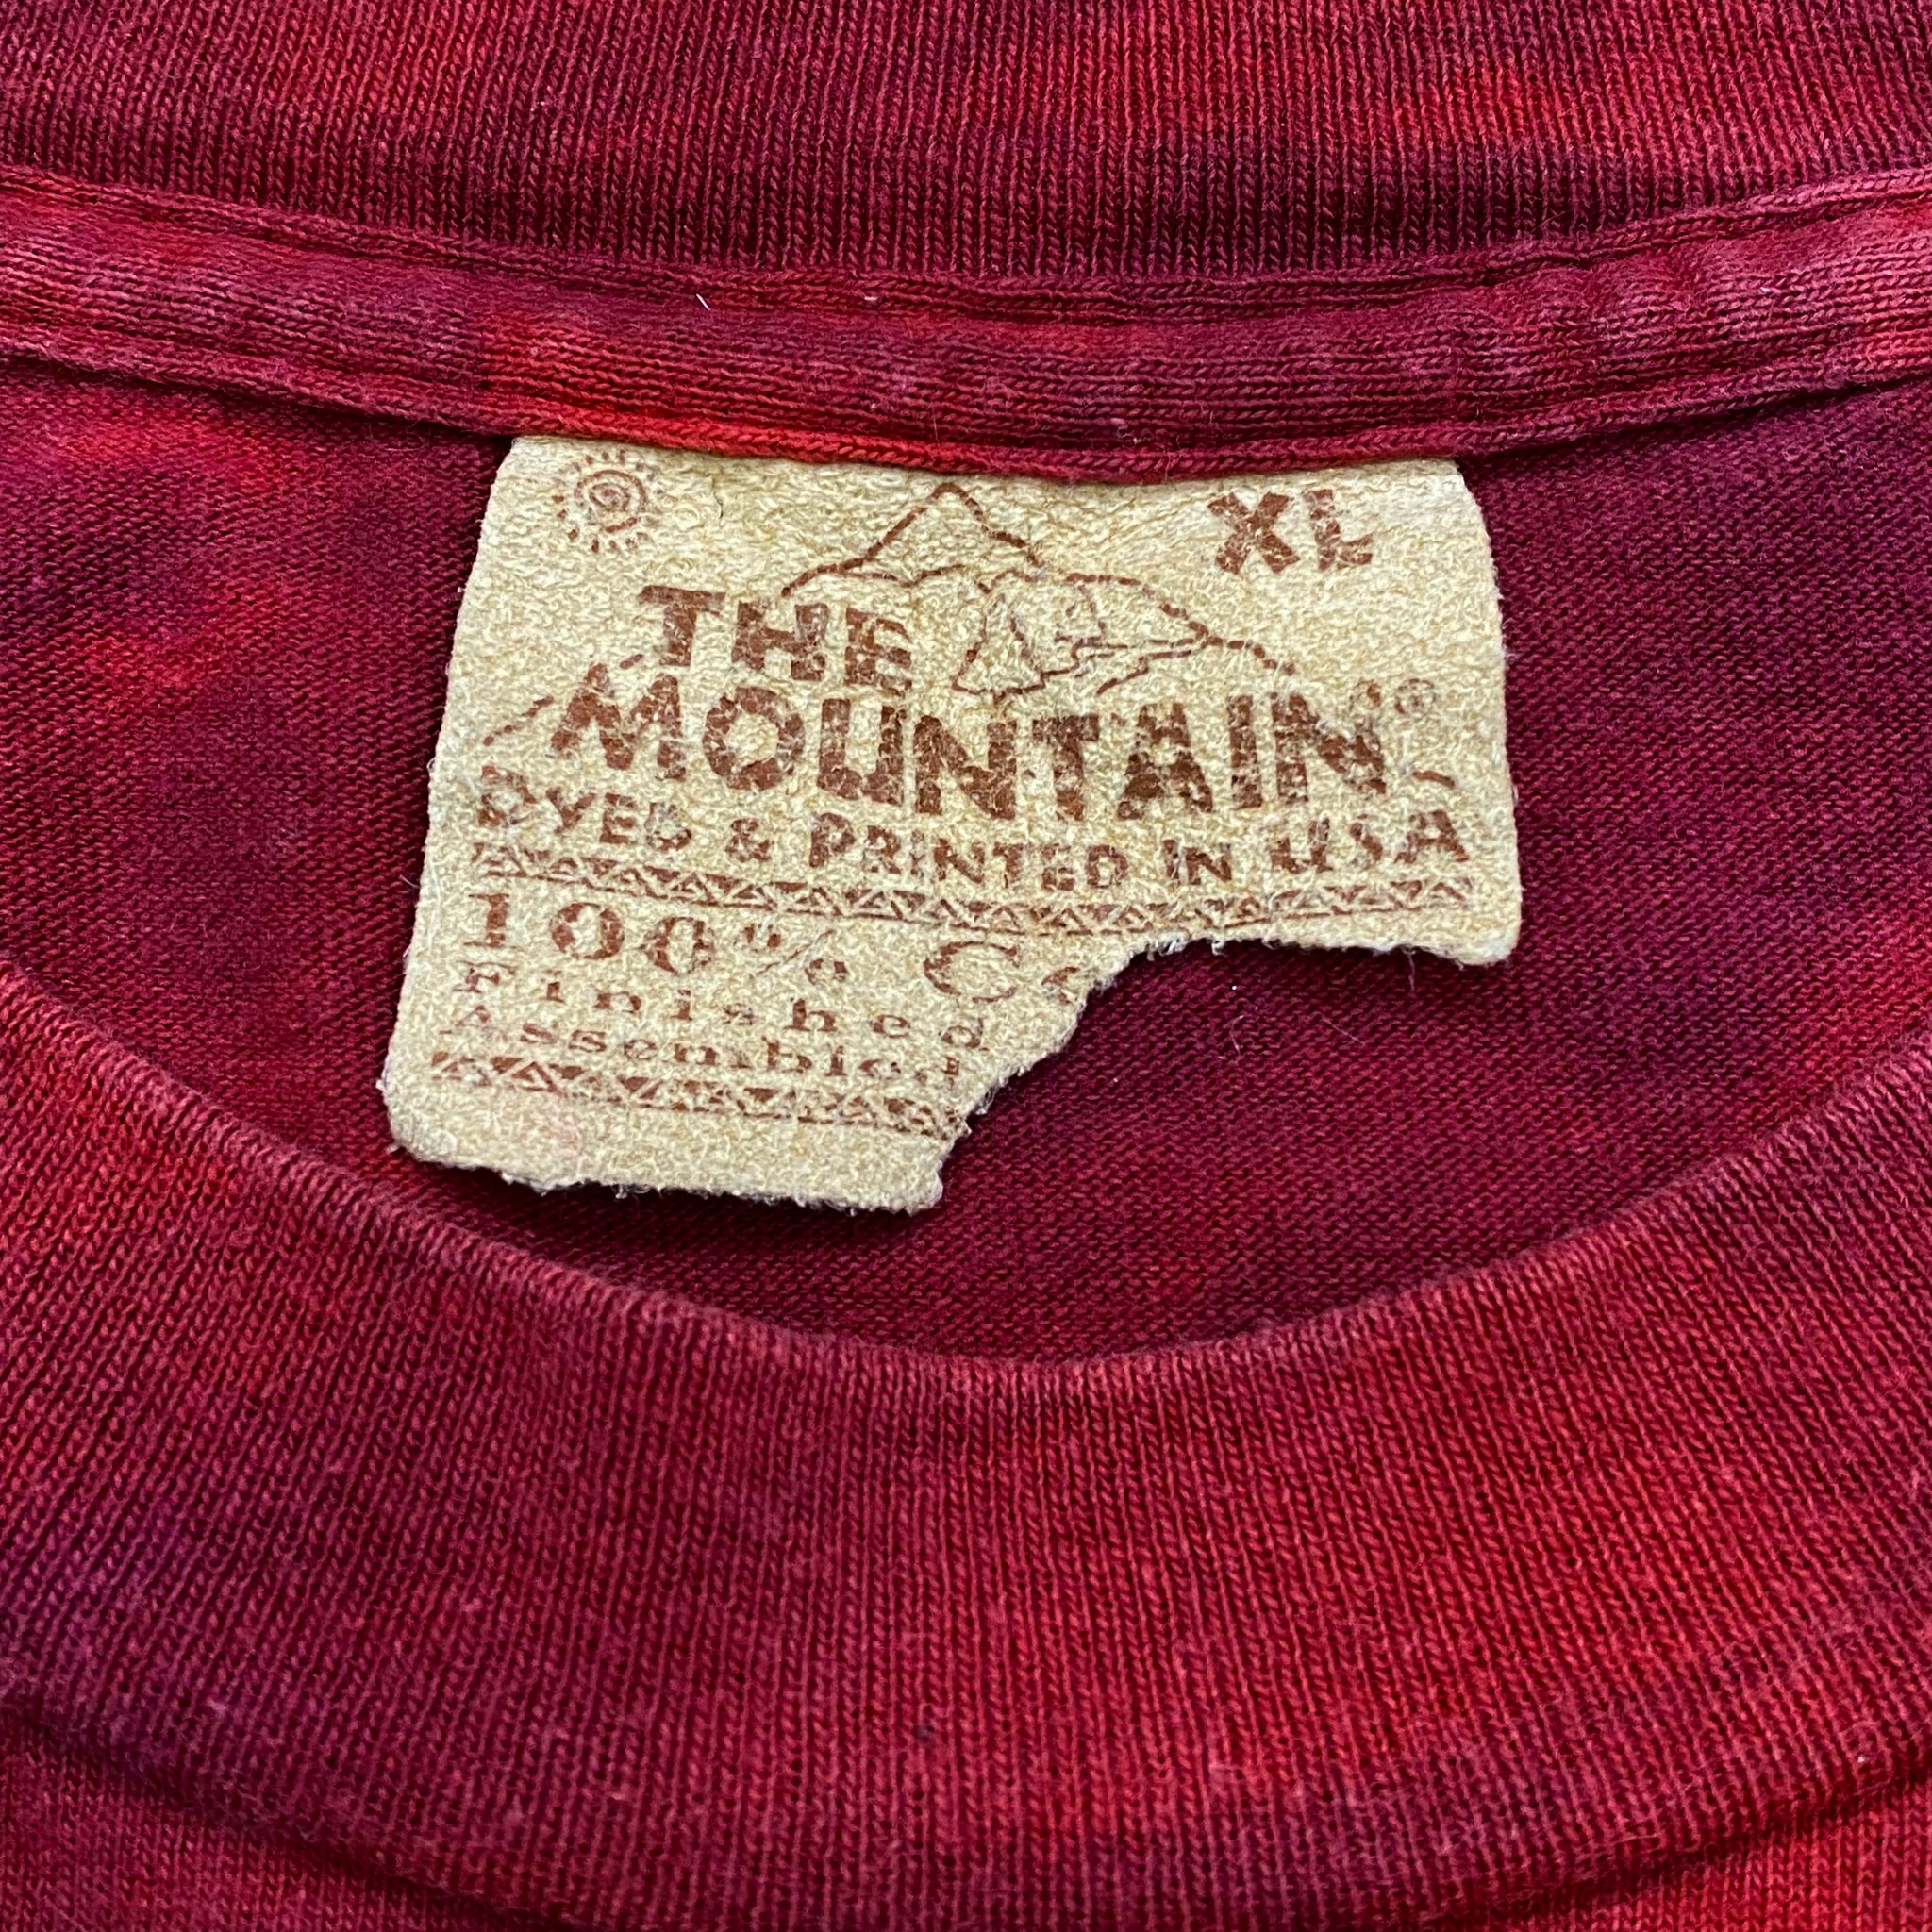 XL
THE
MOUNTAIN®
DYED & PRINTED IN USA
100% C
Finished
Assembled